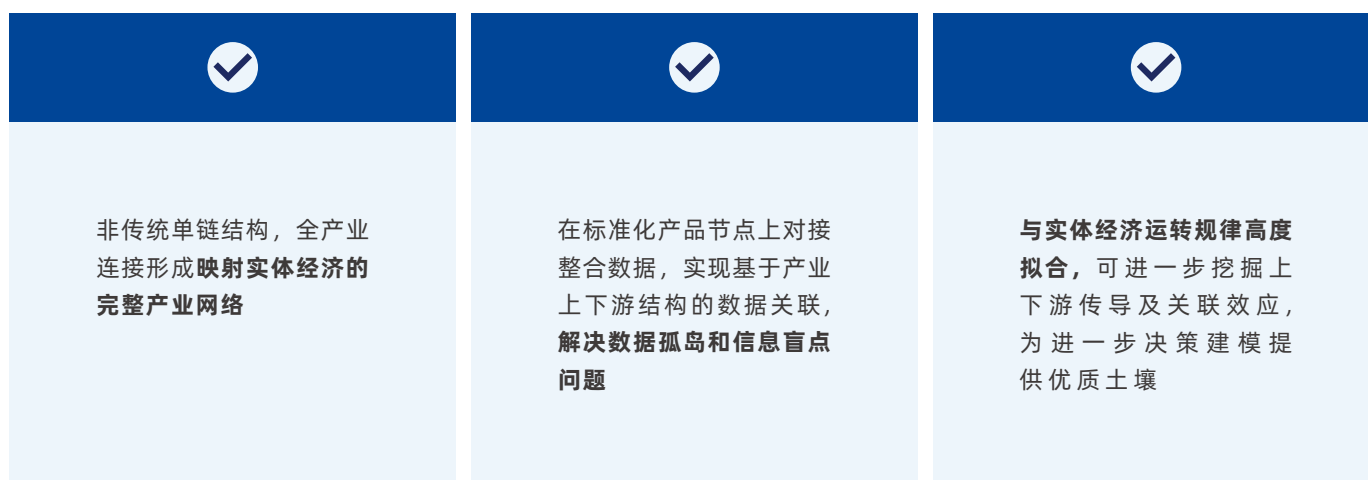 非传统单链结构，全产业
连接形成映射实体经济的
完整产业网络
在标准化产品节点上对接
整合数据，实现基于产业
上下游结构的数据关联，
解决数据孤岛和信息盲点
问题
与实体经济运转规律高度
拟合，可进一步挖掘上
下游传导及关联效应，
为进一步决策建模提
供优质土壤